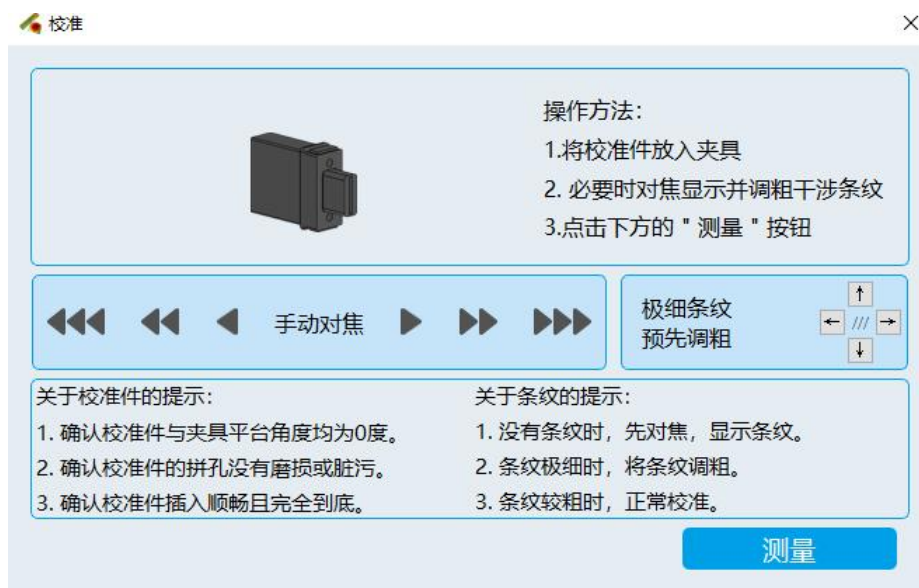 校准
操作方法：
1.将校准件放入夹具
2. 必要时对焦显示并调粗干涉条纹
3.点击下方的＂测量＂按钮
手动对焦
极细条纹
预先调粗
关于校准件的提示：
1. 确认校准件与夹具平台角度均为0度。
2. 确认校准件的拼孔没有磨损或脏污。
3. 确认校准件插入顺畅且完全到底。
关于条纹的提示：
1. 没有条纹时，先对焦，显示条纹。
2. 条纹极细时，将条纹调粗。
3. 条纹较粗时，正常校准。
测量